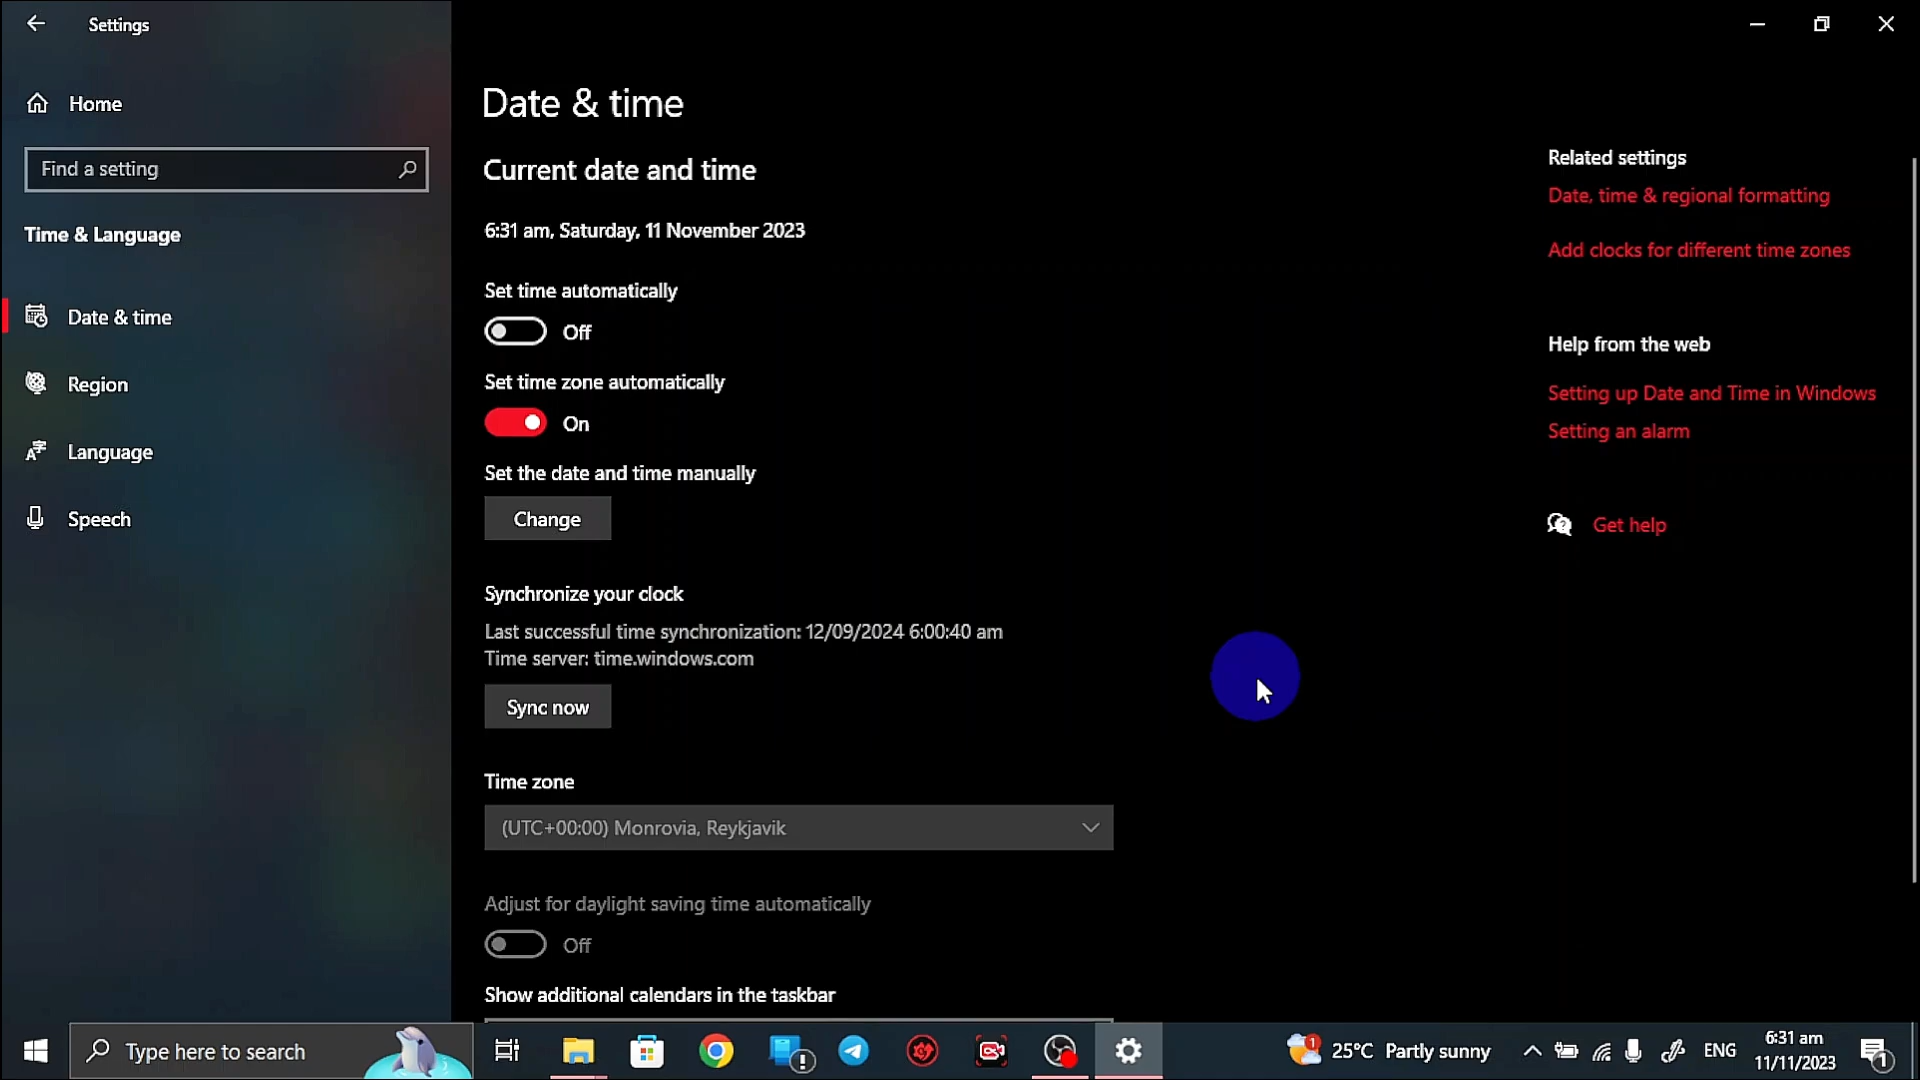 Settings
Home
Find a setting
Time & Language
Date & time
Region
Language
Speech
Date & time
Current date and time
6:31 am, Saturday, 11 November 2023
Set time automatically
Off
Set time zone automatically
On
Set the date and time manually
Change
Synchronize your clock
Last successful time synchronization: 12/09/2024 6:00:40 am
Time server: time.windows.com
Sync now
Time zone
(UTC+00:00) Monrovia, Reykjavik
Adjust for daylight saving time automatically
Off
Show additional calendars in the taskbar
Related settings
Date, time & regional formatting
Add clocks for different time zones
Help from the web
Setting up Date and Time in Windows
Setting an alarm
Get help
Type here to search
1
25°C Partly sunny
ENG
6:31 am
11/11/2023
1